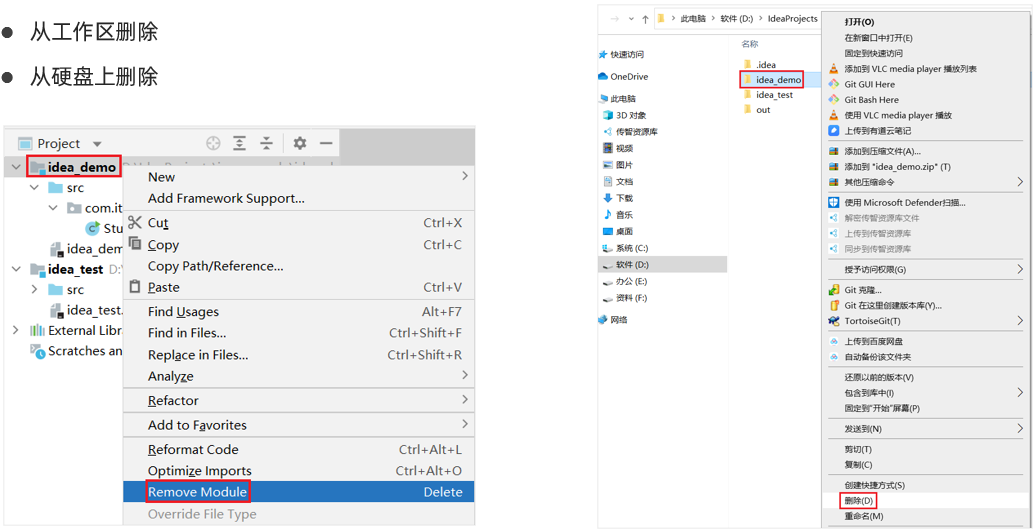 从工作区删除
从硬盘上删除
Project
idea_demo
src
com.it
Stu
idea_dem
idea_test D:\
src
idea_test.
External Libra
Scratches an
New
Add Framework Support...
Cut Ctrl+X
Copy Ctrl+C
Copy Path/Reference...
Paste Ctrl+V
Find Usages Alt+F7
Find in Files... Ctrl+Shift+F
Replace in Files... Ctrl+Shift+R
Analyze
Refactor
Add to Favorites
Reformat Code Ctrl+Alt+L
Optimize Imports Ctrl+Alt+O
Remove Module Delete
Override File Type
此电脑 软件 (D:) IdeaProjects
名称
快速访问
OneDrive
此电脑
3D 对象
传智资源库
视频
图片
文档
下载
音乐
桌面
系统 (C:)
软件 (D:)
办公 (E:)
资料 (F:)
网络
.idea
idea_demo
idea_test
out
打开(O)
在新窗口中打开(E)
固定到快速访问
添加到 VLC media player 播放列表
Git GUI Here
Git Bash Here
使用 VLC media player 播放
上传到有道云笔记
添加到压缩文件(A)...
添加到 "idea_demo.zip" (T)
其他压缩命令
使用 Microsoft Defender扫描...
解密传智资源库文件
上传到传智资源库
同步到传智资源库
授予访问权限(G)
Git 克隆...
Git 在这里创建版本库(Y)...
TortoiseGit(T)
上传到百度网盘
自动备份该文件夹
还原以前的版本(V)
包含到库中(I)
固定到"开始"屏幕(P)
发送到(N)
剪切(T)
复制(C)
创建快捷方式(S)
删除(D)
重命名(M)